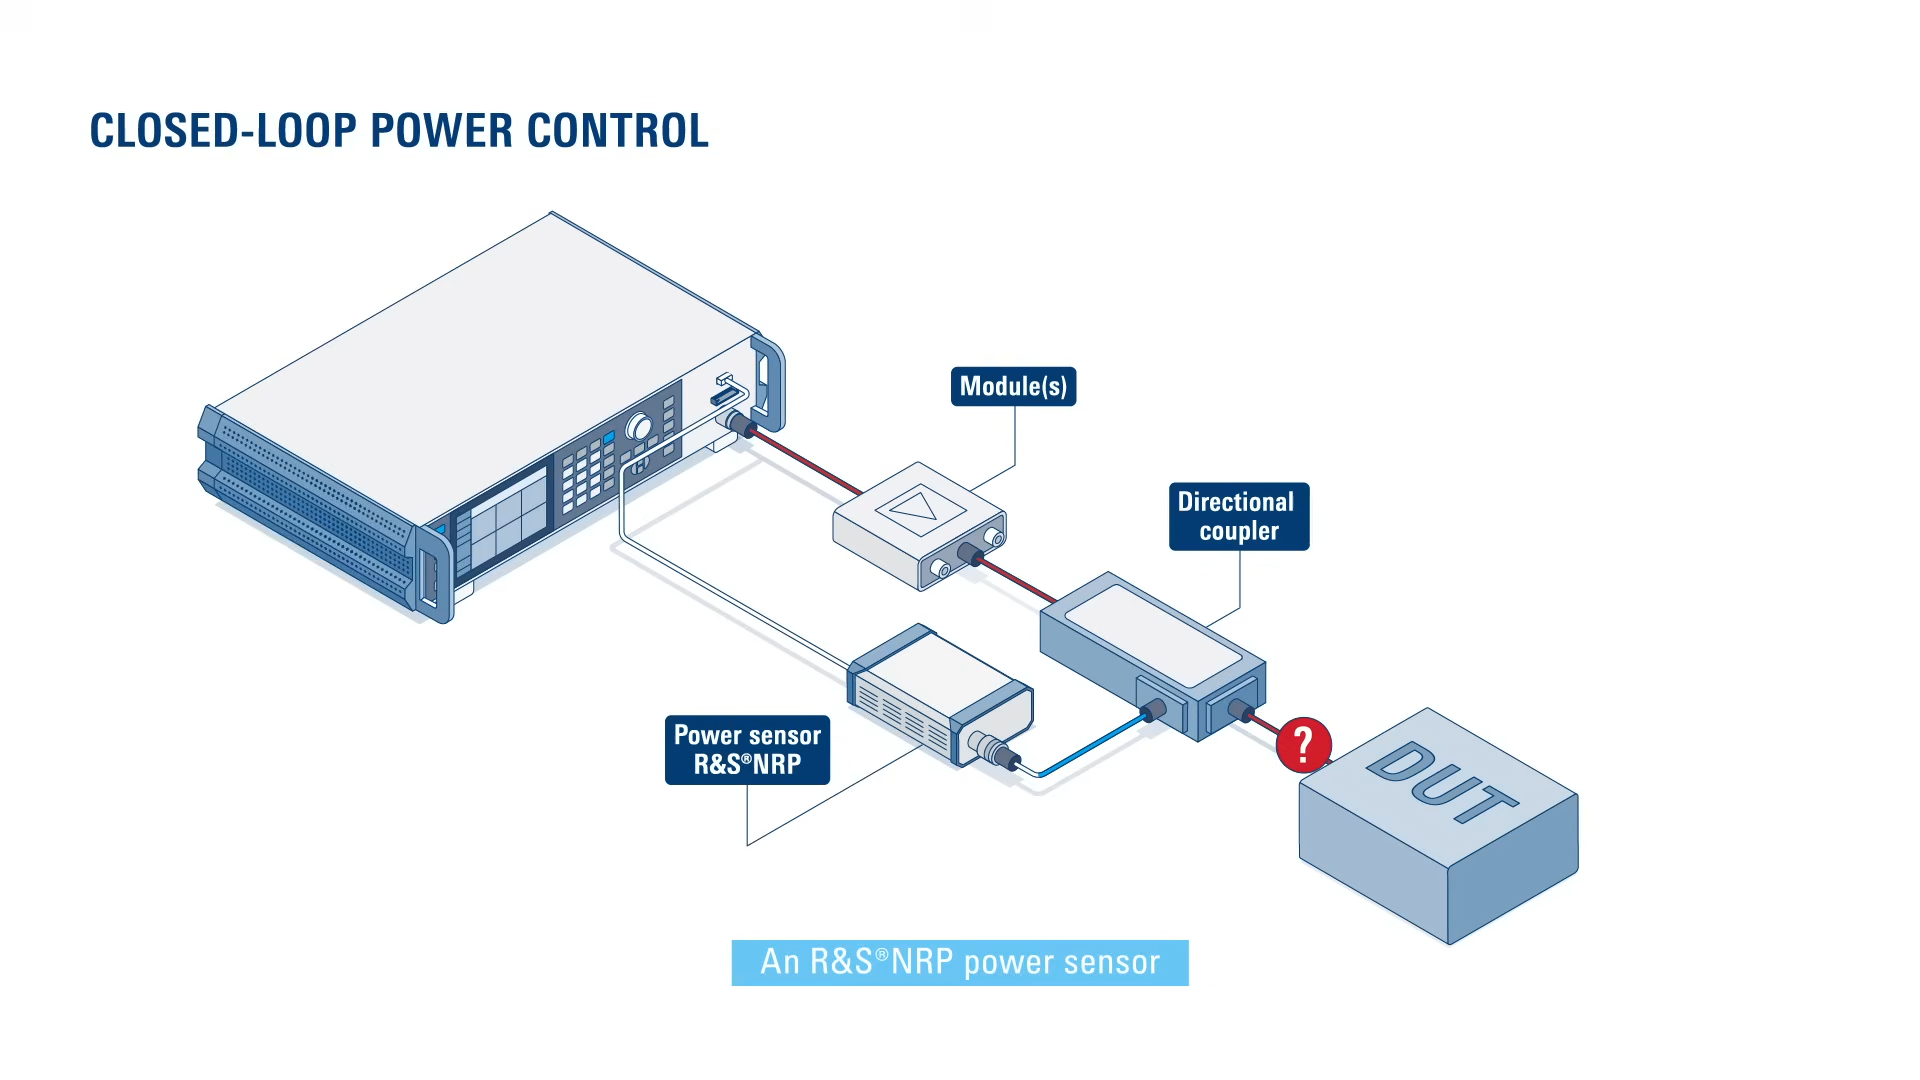 CLOSED-LOOP POWER CONTROL
Module(s)
Directional
coupler
Power sensor
R&S®NRP
?
DUT
An R&S®NRP power sensor